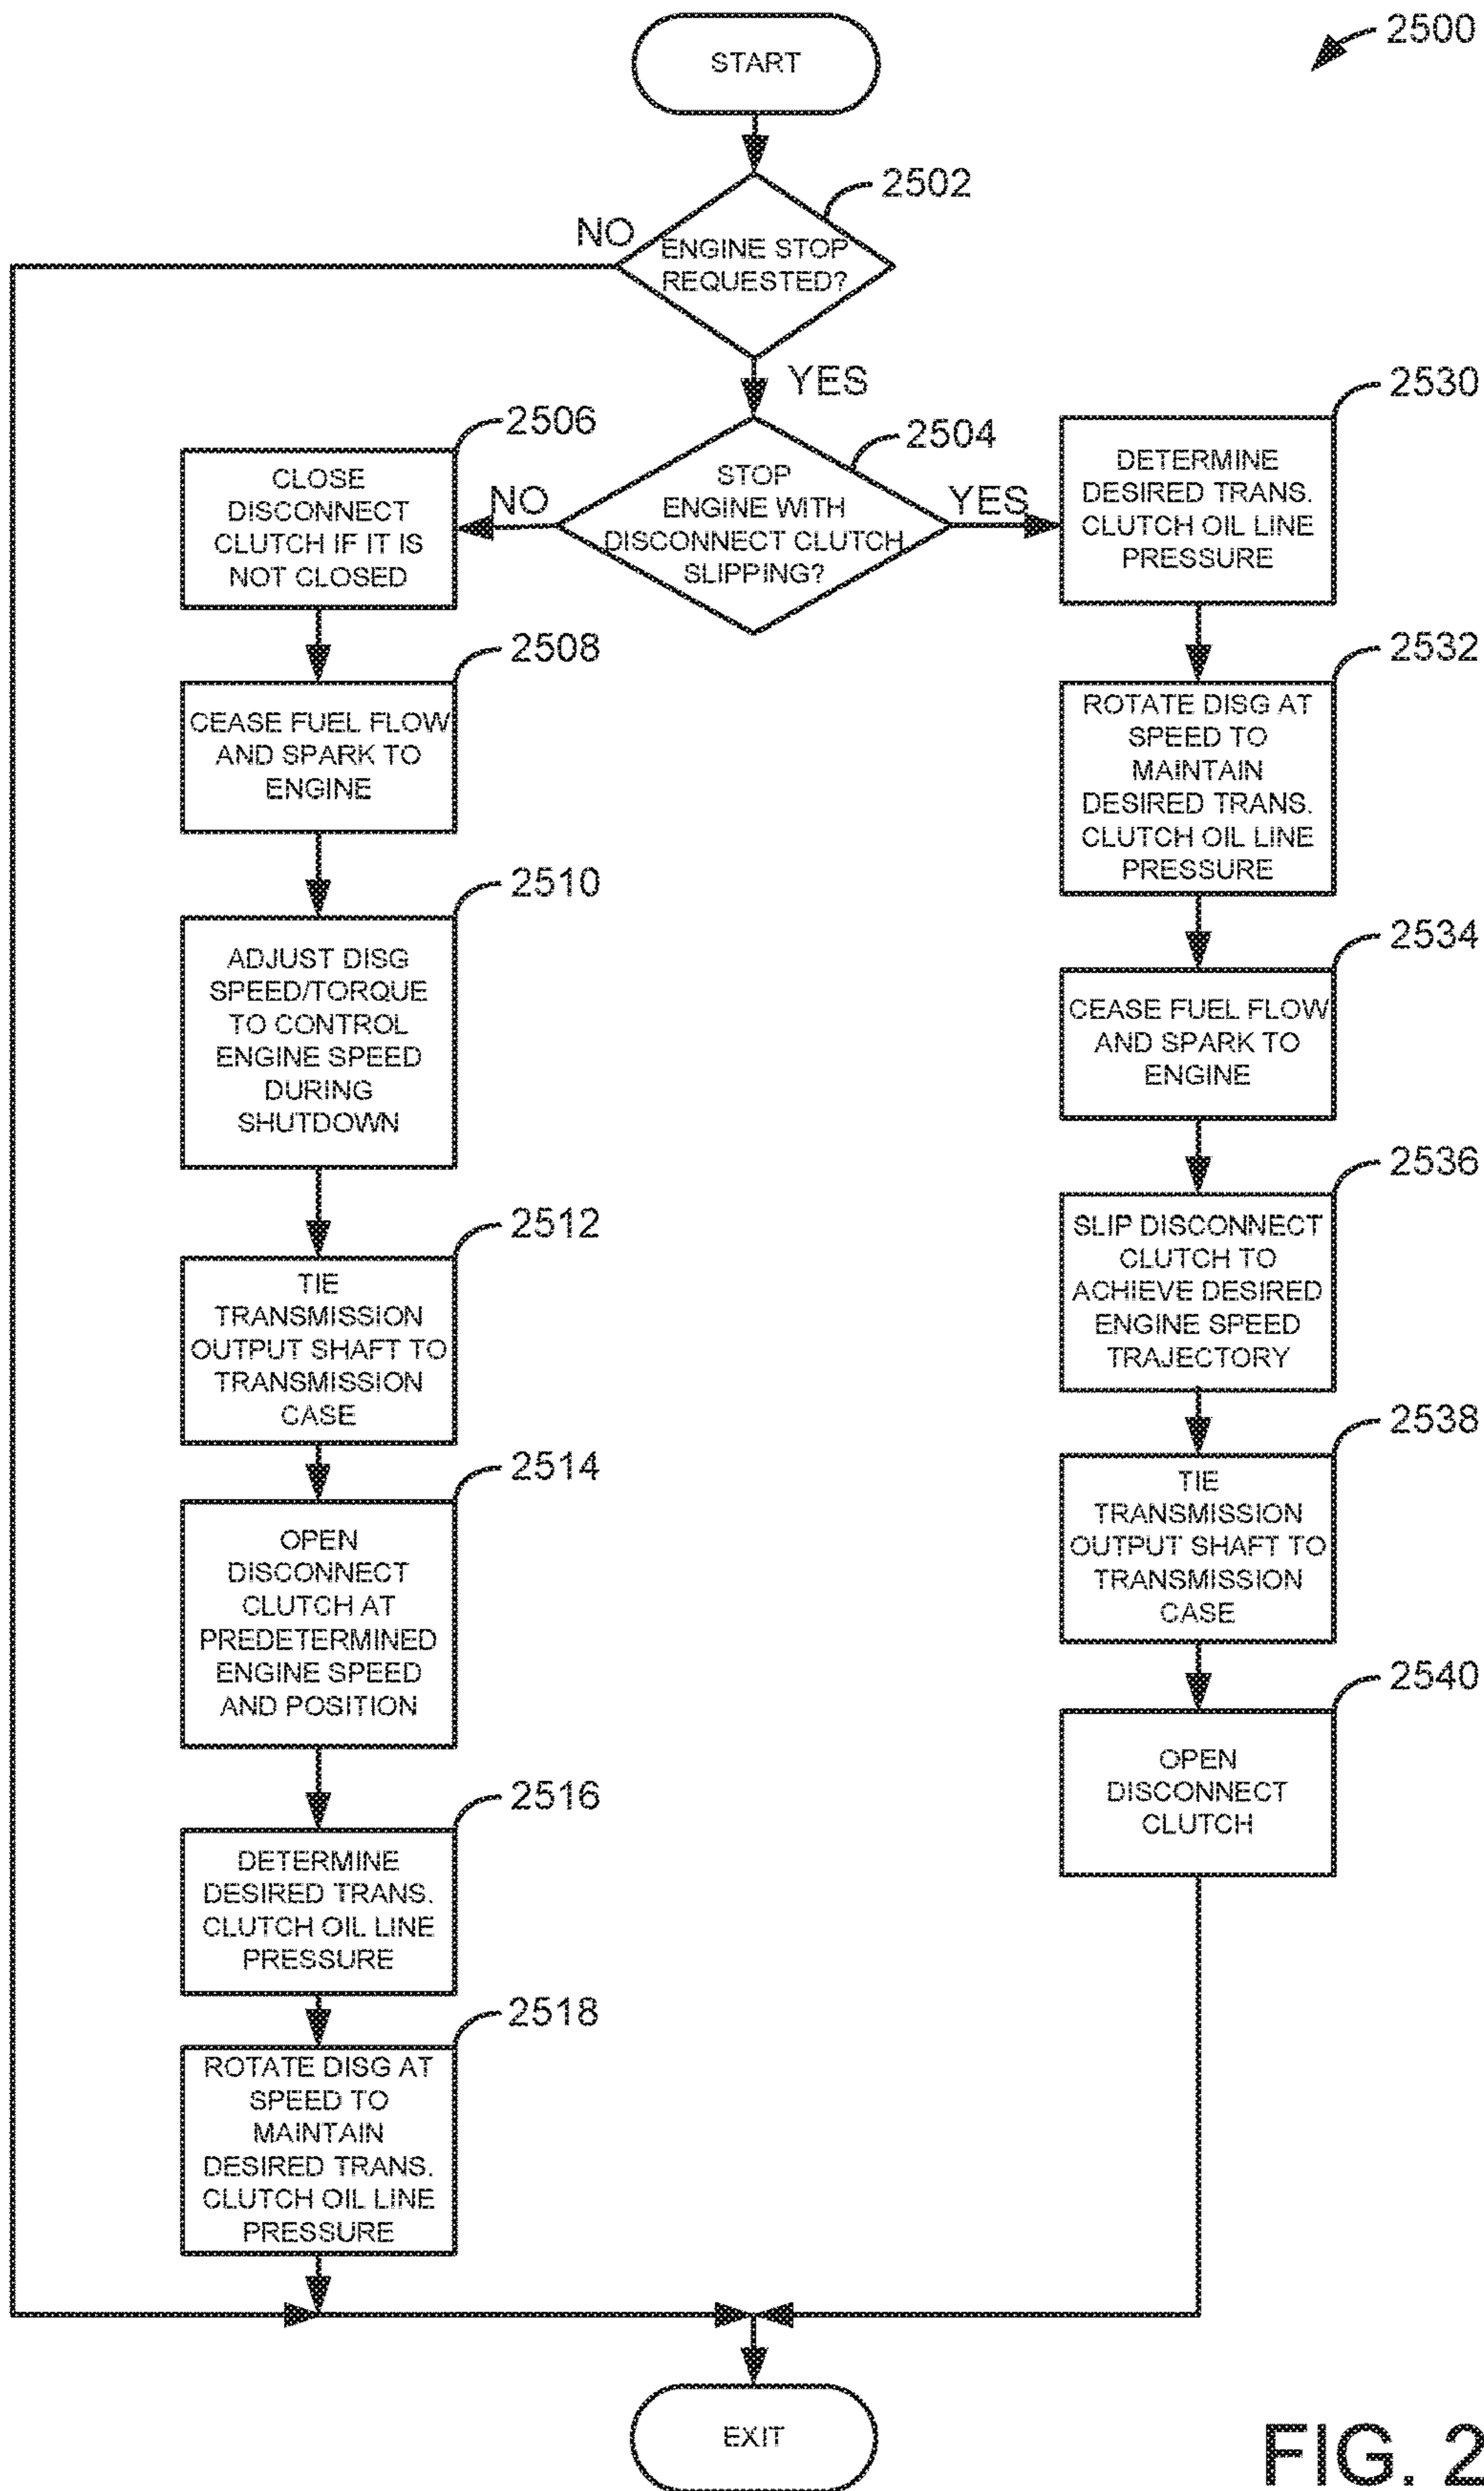 2500
START
2502
NO
ENGINE STOP
REQUESTED?
YES
2504
STOP
ENGINE WITH
DISCONNECT CLUTCH
SLIPPING?
NO
YES
2506
CLOSE
DISCONNECT
CLUTCH IF IT IS
NOT CLOSED
2508
CEASE FUEL FLOW
AND SPARK TO
ENGINE
2510
ADJUST DISG
SPEED/TORQUE
TO CONTROL
ENGINE SPEED
DURING
SHUTDOWN
2512
TIE
TRANSMISSION
OUTPUT SHAFT TO
TRANSMISSION
CASE
2514
OPEN
DISCONNECT
CLUTCH AT
PREDETERMINED
ENGINE SPEED
AND POSITION
2516
DETERMINE
DESIRED TRANS.
CLUTCH OIL LINE
PRESSURE
2518
ROTATE DISG AT
SPEED TO
MAINTAIN
DESIRED TRANS.
CLUTCH OIL LINE
PRESSURE
2530
DETERMINE
DESIRED TRANS.
CLUTCH OIL LINE
PRESSURE
2532
ROTATE DISG AT
SPEED TO
MAINTAIN
DESIRED TRANS.
CLUTCH OIL LINE
PRESSURE
2534
CEASE FUEL FLOW
AND SPARK TO
ENGINE
2536
SLIP DISCONNECT
CLUTCH TO
ACHIEVE DESIRED
ENGINE SPEED
TRAJECTORY
2538
TIE
TRANSMISSION
OUTPUT SHAFT TO
TRANSMISSION
CASE
2540
OPEN
DISCONNECT
CLUTCH
EXIT
FIG. 2